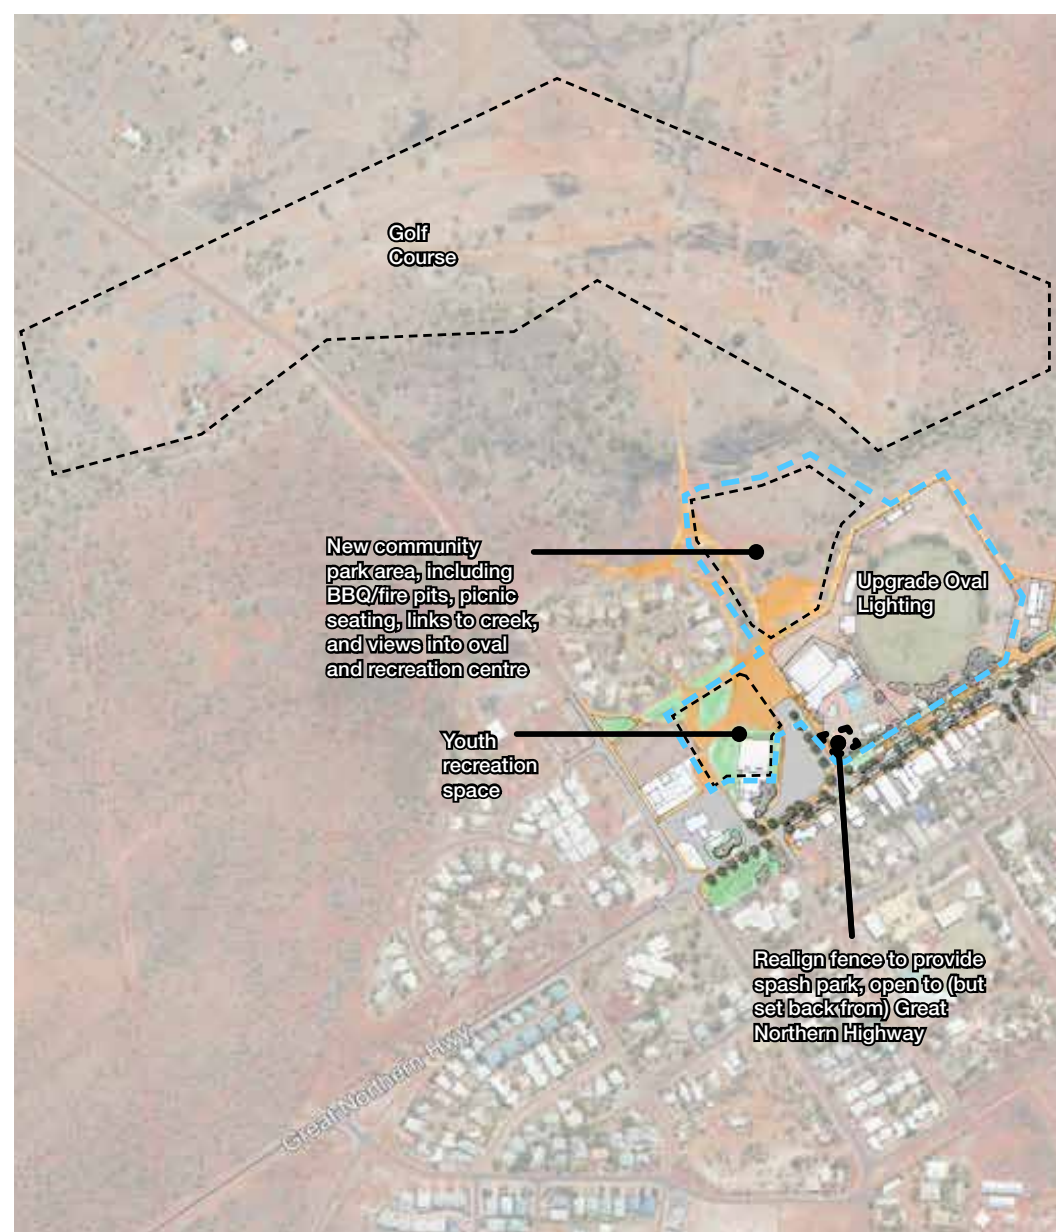 Golf
Course
New community
park area, including
BBQ/fire pits, picnic
seating, links to creek,
and views into oval
and recreation centre
Upgrade Oval
Lighting
Youth
recreation
space
Realign fence to provide
spash park, open to (but
set back from) Great
Northern Highway
Great Northern Hwy